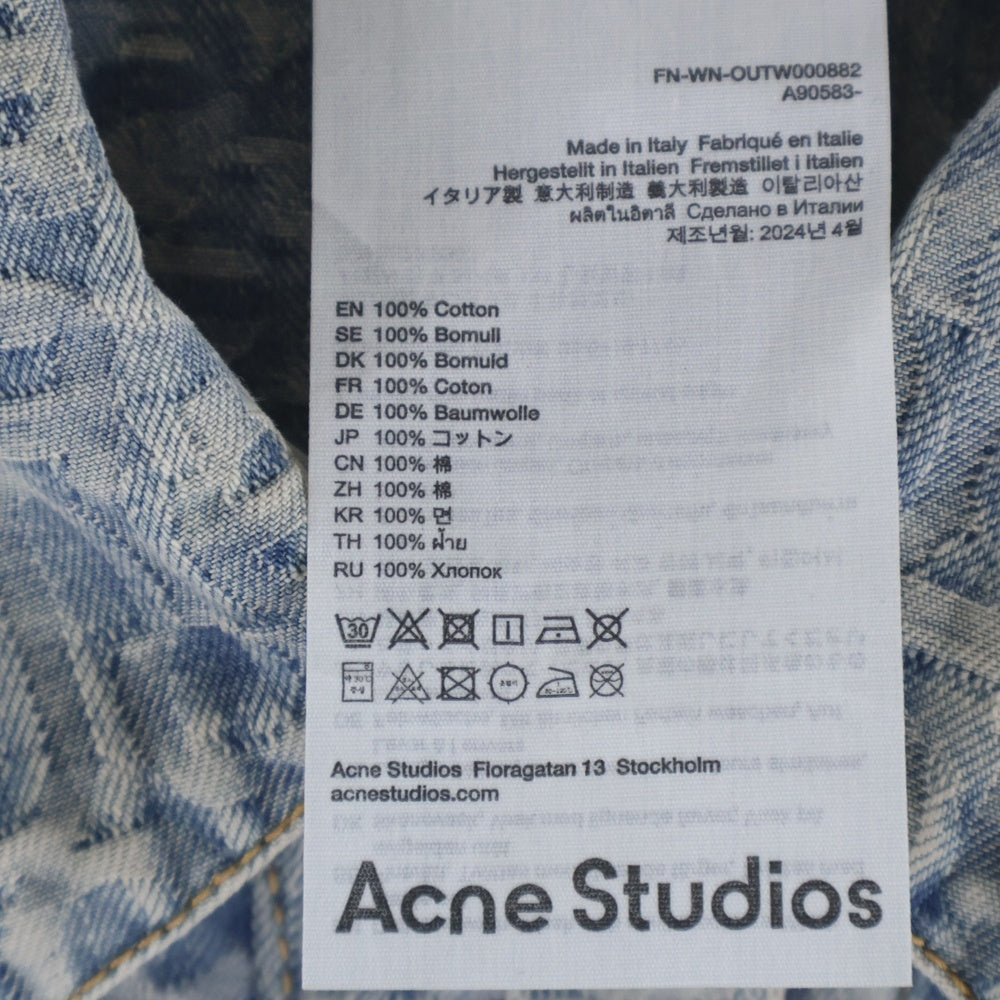 FN-WN-OUTW000882
A90583-
Made in Italy Fabriqué en Italie
Hergestellt in Italien Fremstillet i Italien
イタリア製 意大利制造 義大利製造 이탈리아산
ผลิตในอิตาลี Сделано в Италии
제조년월: 2024년 4월
EN 100% Cotton
SE 100% Bomull
DK 100% Bomuld
FR 100% Coton
DE 100% Baumwolle
JP 100% コットン
CN 100% 棉
ZH 100% 棉
KR 100% 면
TH 100% ฝ้าย
RU 100% Хлопок
30
Acne Studios Floragatan 13 Stockholm
acnestudios.com
Acne Studios